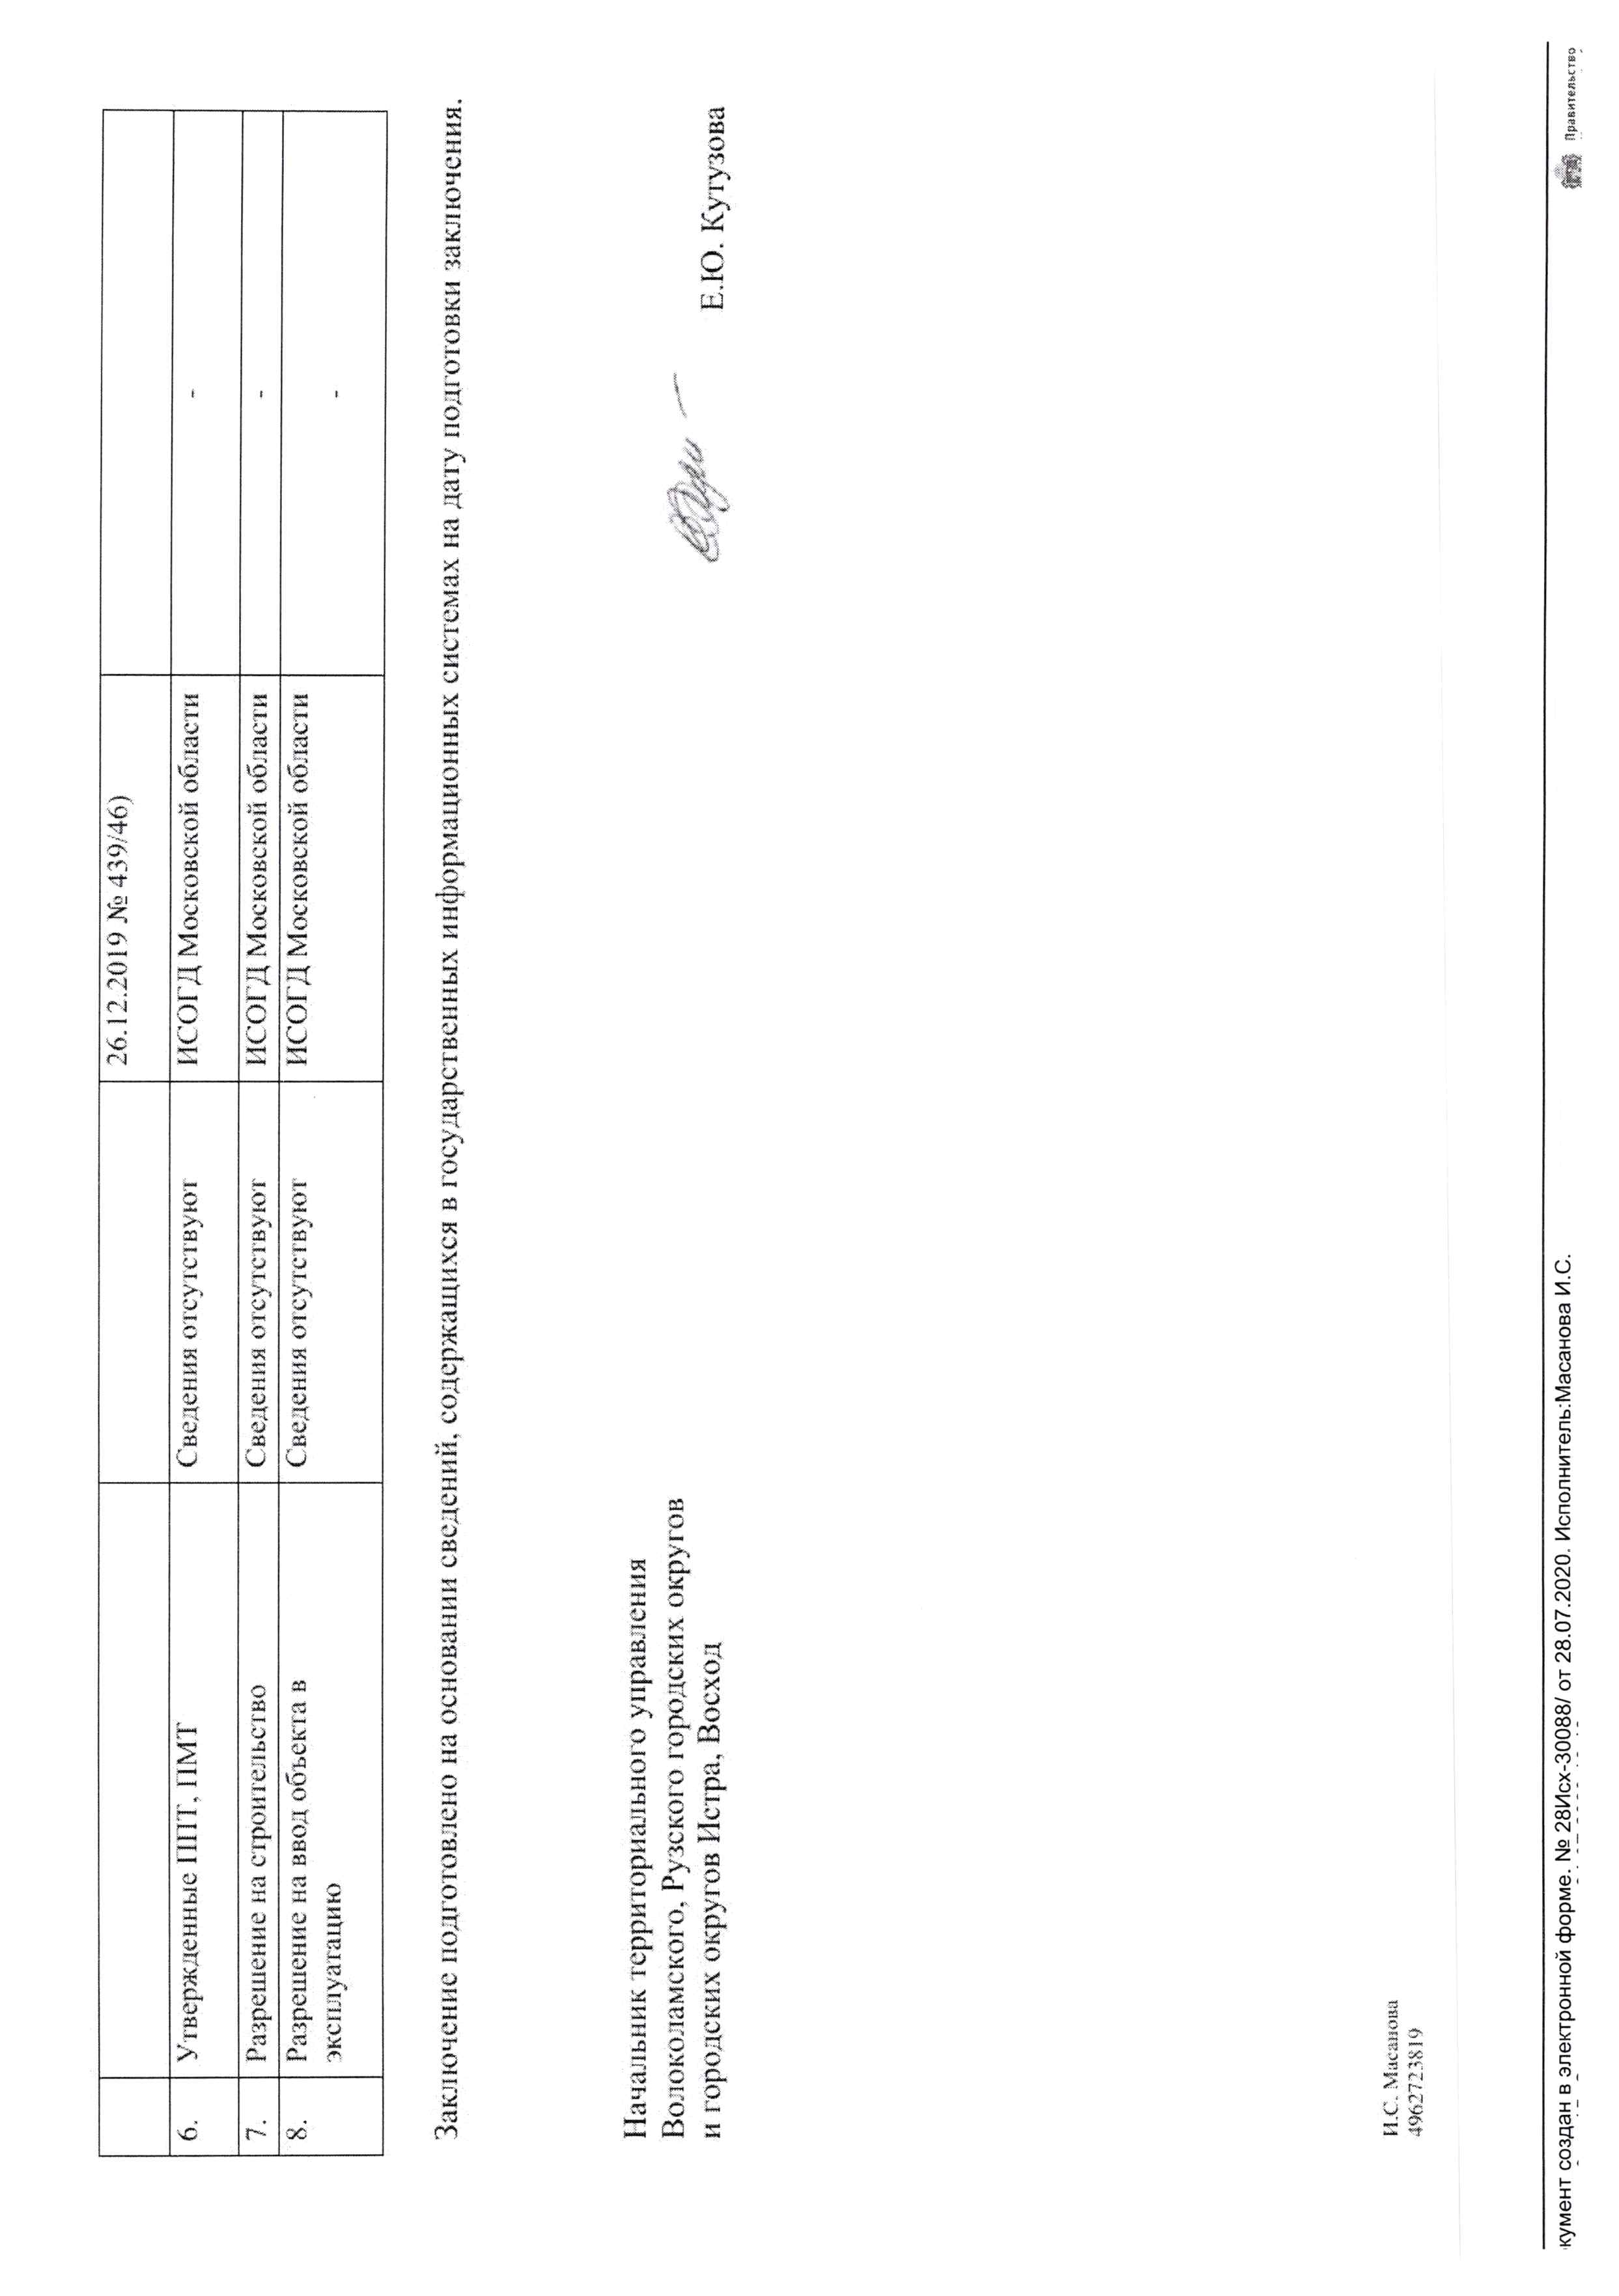 26.12.2019 № 439/46)
6. Утвержденные ППТ, ПМТ Сведения отсутствуют ИСОГД Московской области -
7. Разрешение на строительство Сведения отсутствуют ИСОГД Московской области -
8. Разрешение на ввод объекта в Сведения отсутствуют ИСОГД Московской области
эксплуатацию -
Заключение подготовлено на основании сведений, содержащихся в государственных информационных системах на дату подготовки заключения.
Начальник территориального управления
Волоколамского, Рузского городских округов
и городских округов Истра, Восход Е.Ю. Кутузова
И.С. Масанова
4962723819
кумент создан в электронной форме. № 28Исх-30088/ от 28.07.2020. Исполнитель:Масанова И.С.
Правительство